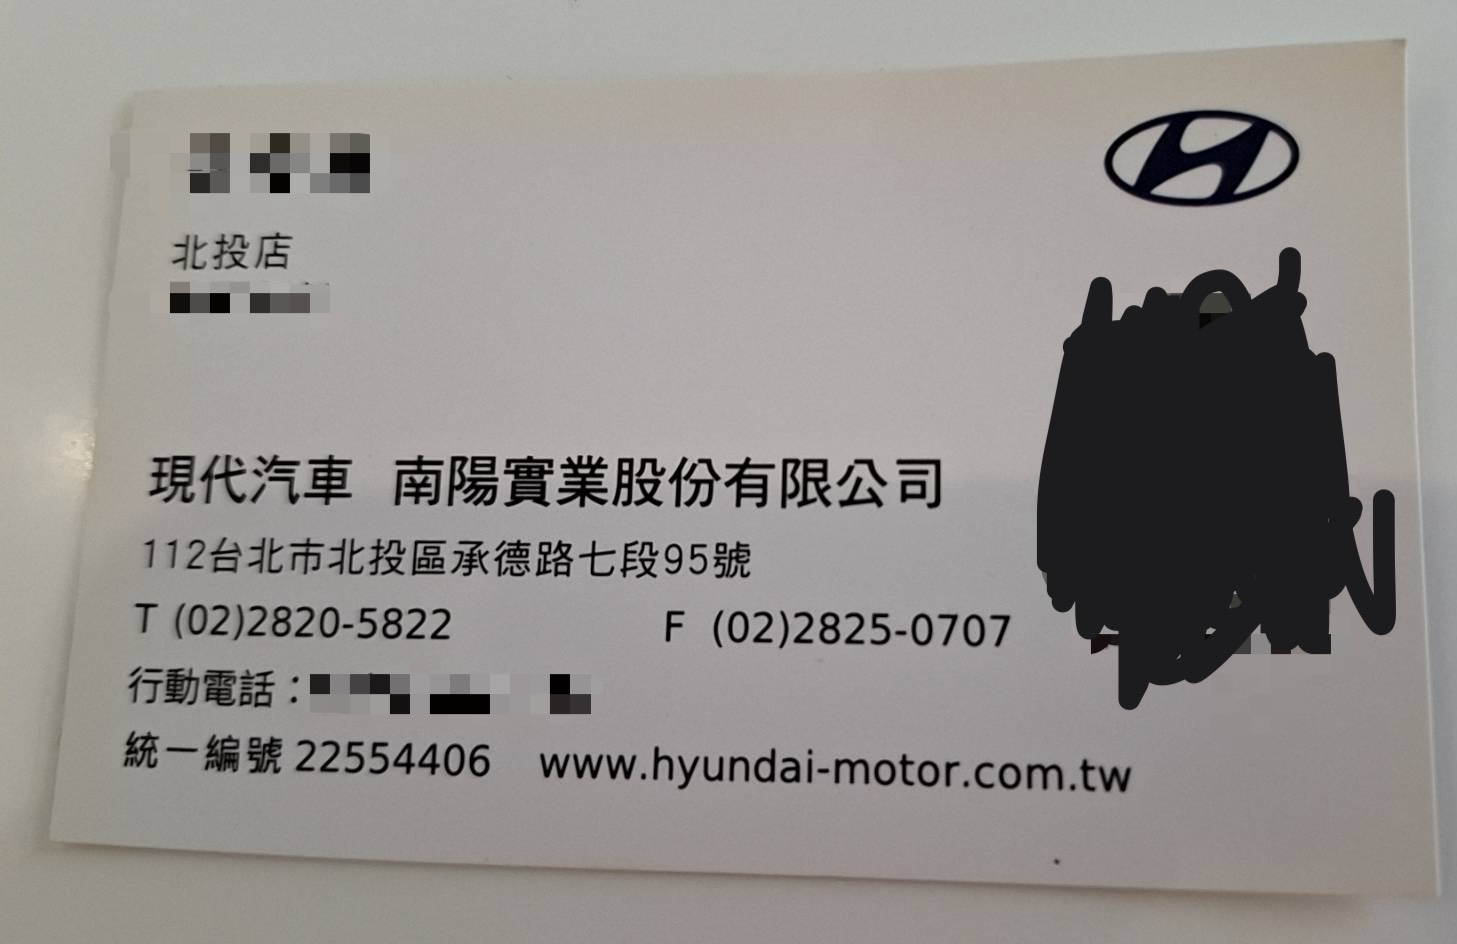 北投店
現代汽車 南陽實業股份有限公司
112台北市北投區承德路七段95號
T (02)2820-5822 F (02)2825-0707
行動電話：
統一編號 22554406 www.hyundai-motor.com.tw